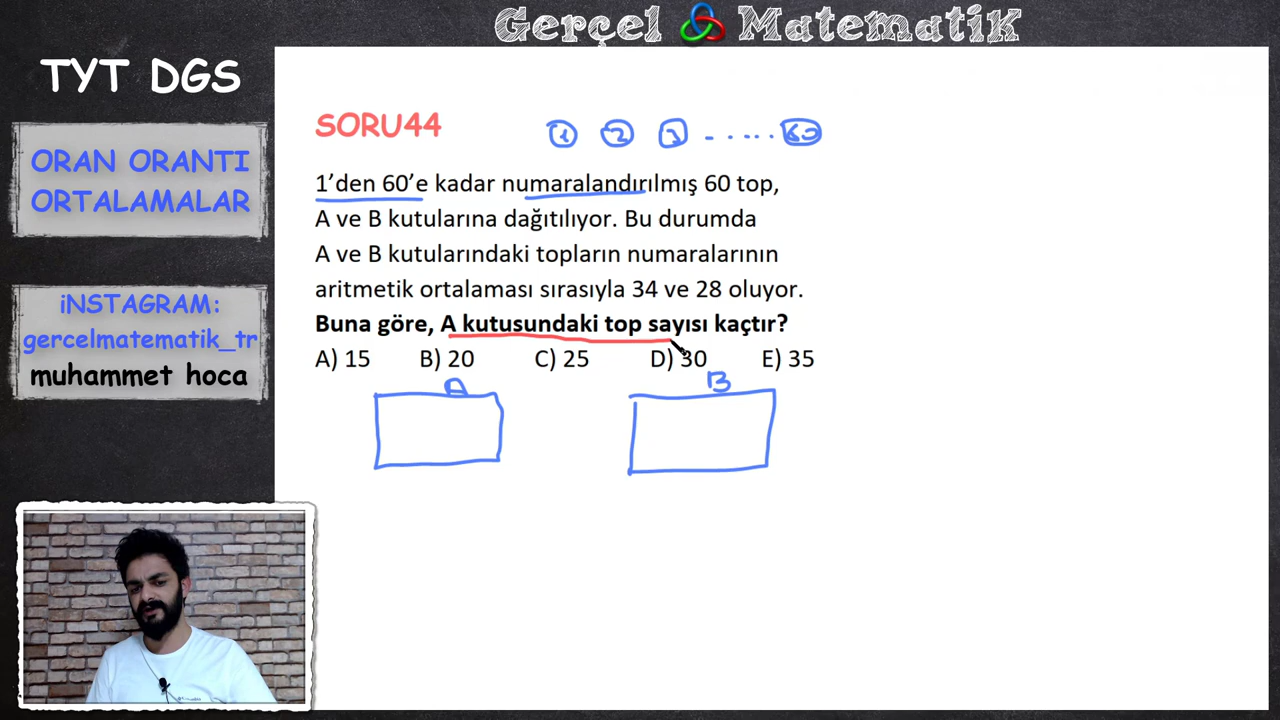 Gerçel Matematik
TYT DGS
ORAN ORANTI
ORTALAMALAR
iNSTAGRAM:
gercelmatematik_tr
muhammet hoca
SORU44
1 2 3 ...... 60
1'den 60'e kadar numaralandırılmış 60 top,
A ve B kutularına dağıtılıyor. Bu durumda
A ve B kutularındaki topların numaralarının
aritmetik ortalaması sırasıyla 34 ve 28 oluyor.
Buna göre, A kutusundaki top sayısı kaçtır?
A) 15 B) 20 C) 25 D) 30 E) 35
A B